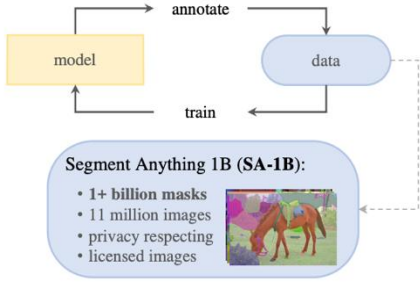 annotate
model
data
train
Segment Anything 1B (SA-1B):
• 1+ billion masks
• 11 million images
• privacy respecting
• licensed images